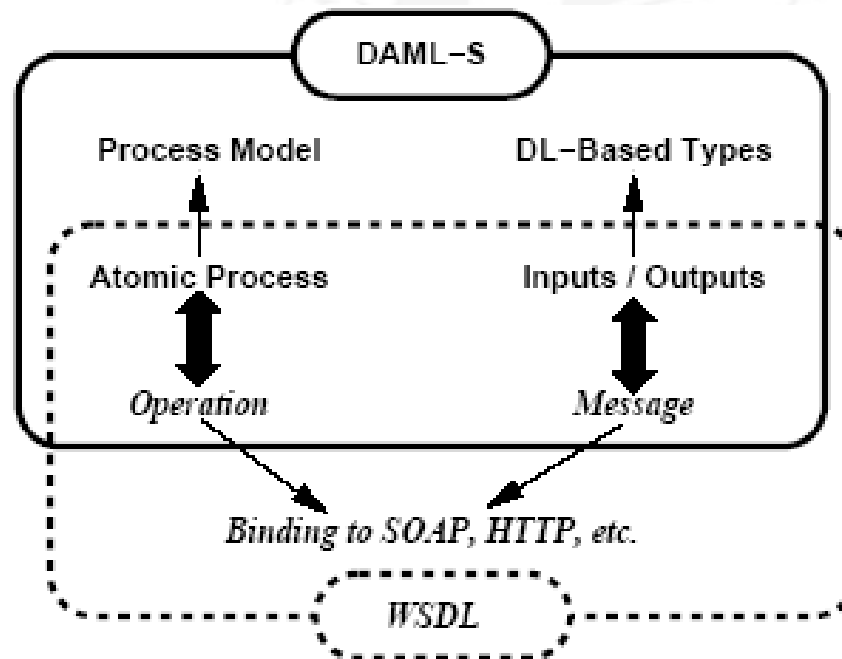 DAML-S
Process Model
DL-Based Types
Atomic Process
Inputs / Outputs
Operation
Message
Binding to SOAP, HTTP, etc.
WSDL